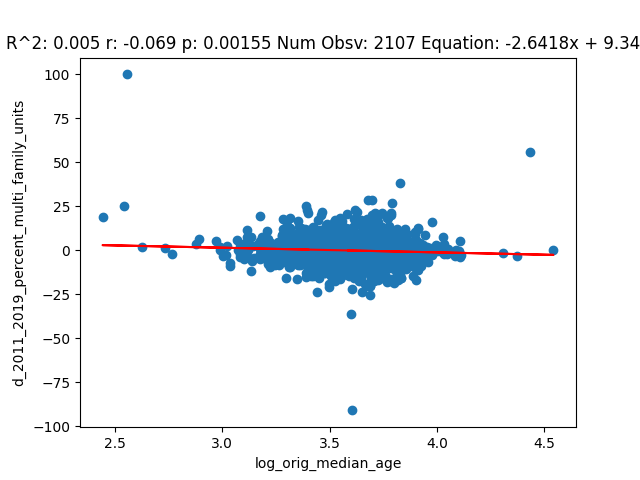 R^2: 0.005 r: -0.069 p: 0.00155 Num Obsv: 2107 Equation: -2.6418x + 9.34
100
75
50
25
0
−25
−50
−75
−100
d_2011_2019_percent_multi_family_units
2.5 3.0 3.5 4.0 4.5
log_orig_median_age